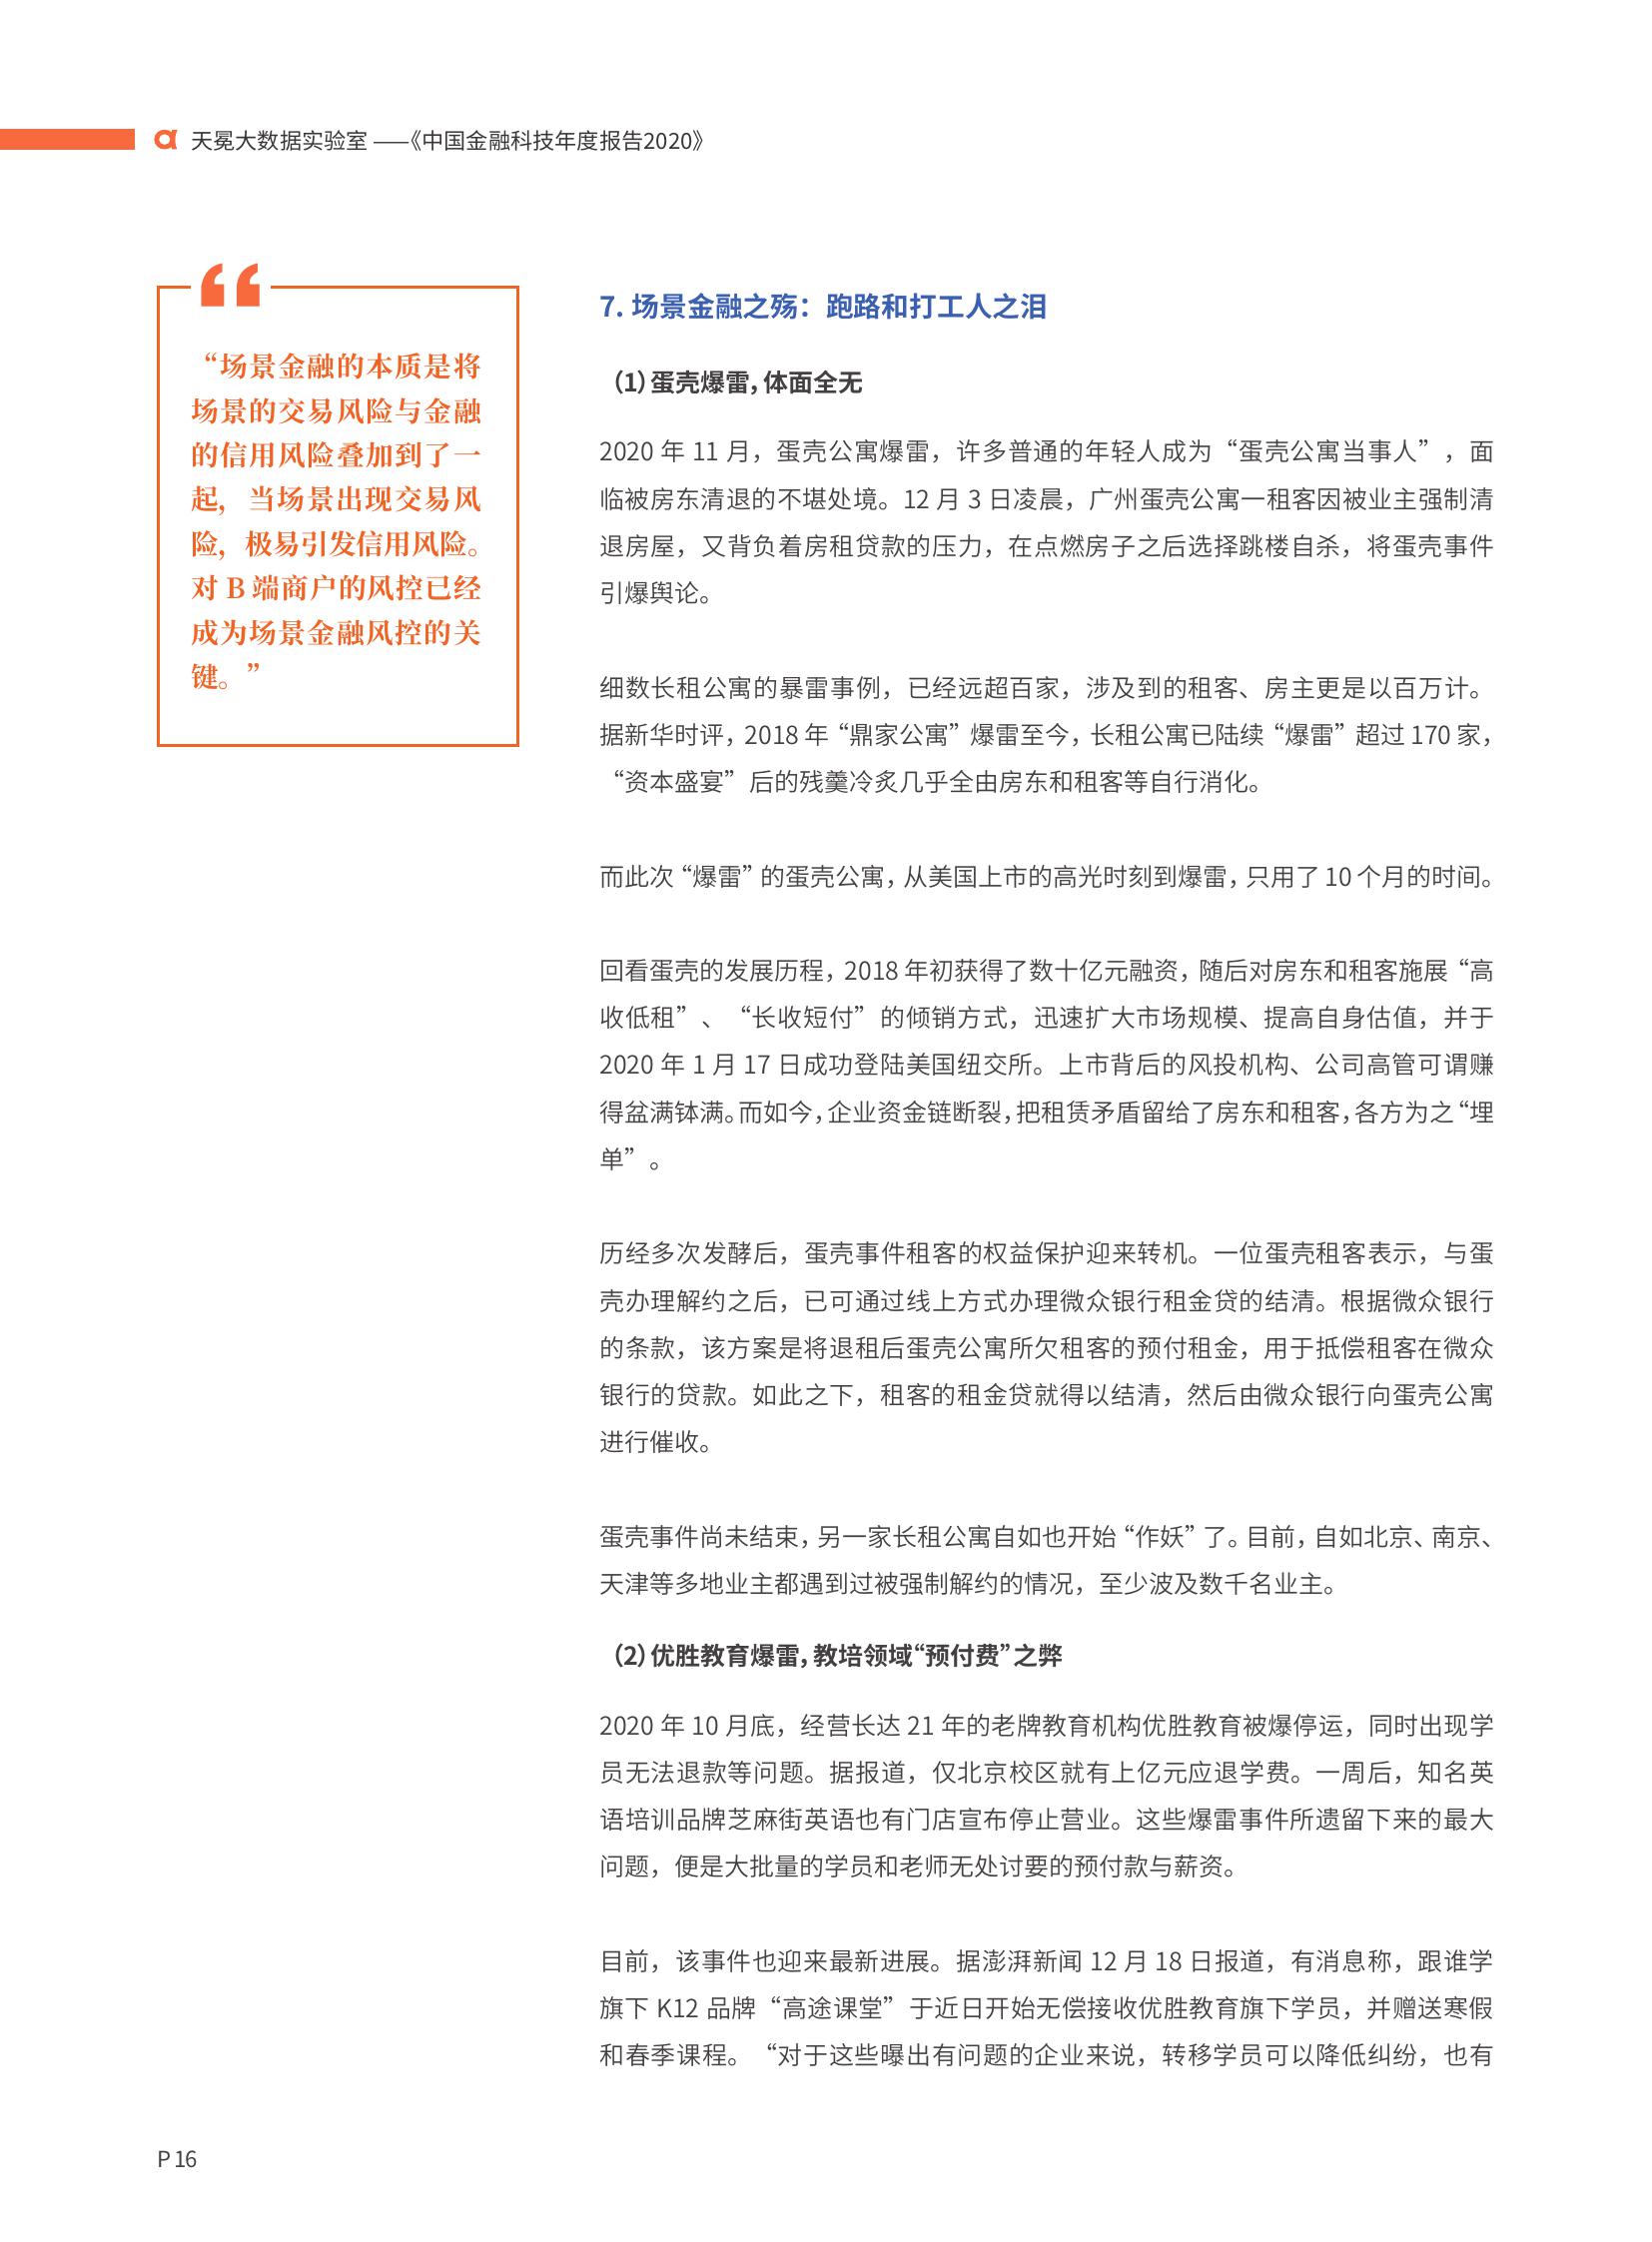 天冕大数据实验室 ——《中国金融科技年度报告2020》
“场景金融的本质是将
场景的交易风险与金融
的信用风险叠加到了一
起，当场景出现交易风
险，极易引发信用风险。
对 B 端商户的风控已经
成为场景金融风控的关
键。”
7. 场景金融之殇：跑路和打工人之泪
（1）蛋壳爆雷，体面全无
2020 年 11 月，蛋壳公寓爆雷，许多普通的年轻人成为“蛋壳公寓当事人”，面
临被房东清退的不堪处境。12 月 3 日凌晨，广州蛋壳公寓一租客因被业主强制清
退房屋，又背负着房租贷款的压力，在点燃房子之后选择跳楼自杀，将蛋壳事件
引爆舆论。
细数长租公寓的暴雷事例，已经远超百家，涉及到的租客、房主更是以百万计。
据新华时评，2018 年“鼎家公寓”爆雷至今，长租公寓已陆续“爆雷”超过 170 家，
“资本盛宴”后的残羹冷炙几乎全由房东和租客等自行消化。
而此次“爆雷”的蛋壳公寓，从美国上市的高光时刻到爆雷，只用了 10 个月的时间。
回看蛋壳的发展历程，2018 年初获得了数十亿元融资，随后对房东和租客施展“高
收低租”、“长收短付”的倾销方式，迅速扩大市场规模、提高自身估值，并于
2020 年 1 月 17 日成功登陆美国纽交所。上市背后的风投机构、公司高管可谓赚
得盆满钵满。而如今，企业资金链断裂，把租赁矛盾留给了房东和租客，各方为之“埋
单”。
历经多次发酵后，蛋壳事件租客的权益保护迎来转机。一位蛋壳租客表示，与蛋
壳办理解约之后，已可通过线上方式办理微众银行租金贷的结清。根据微众银行
的条款，该方案是将退租后蛋壳公寓所欠租客的预付租金，用于抵偿租客在微众
银行的贷款。如此之下，租客的租金贷就得以结清，然后由微众银行向蛋壳公寓
进行催收。
蛋壳事件尚未结束，另一家长租公寓自如也开始“作妖”了。目前，自如北京、南京、
天津等多地业主都遇到过被强制解约的情况，至少波及数千名业主。
（2）优胜教育爆雷，教培领域“预付费”之弊
2020 年 10 月底，经营长达 21 年的老牌教育机构优胜教育被爆停运，同时出现学
员无法退款等问题。据报道，仅北京校区就有上亿元应退学费。一周后，知名英
语培训品牌芝麻街英语也有门店宣布停止营业。这些爆雷事件所遗留下来的最大
问题，便是大批量的学员和老师无处讨要的预付款与薪资。
目前，该事件也迎来最新进展。据澎湃新闻 12 月 18 日报道，有消息称，跟谁学
旗下 K12 品牌“高途课堂”于近日开始无偿接收优胜教育旗下学员，并赠送寒假
和春季课程。“对于这些曝出有问题的企业来说，转移学员可以降低纠纷，也有
P 16